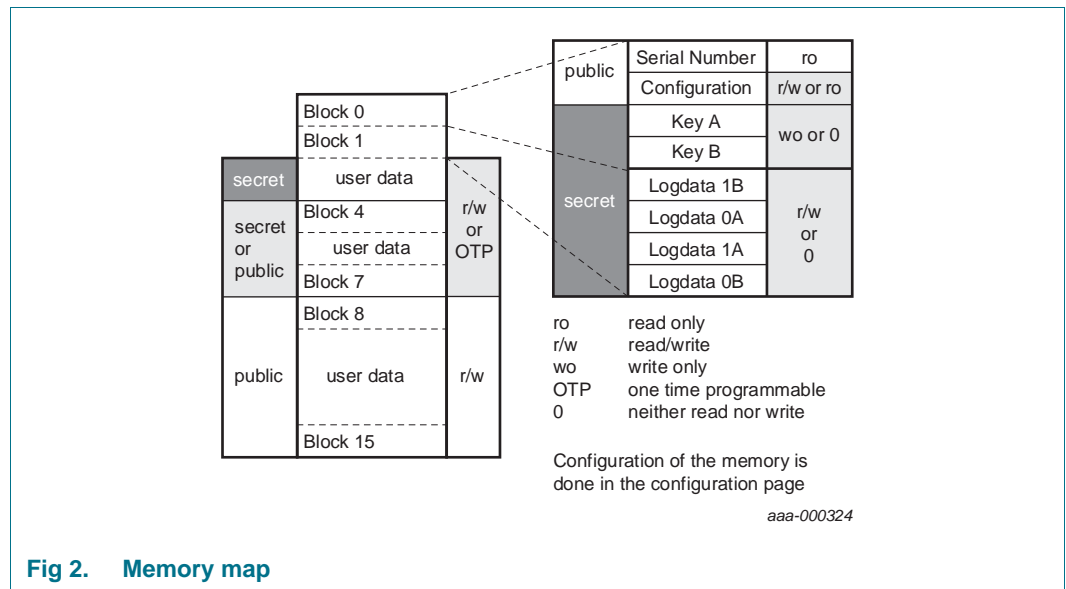 Block 0
Block 1
secret
user data
secret
or
public
Block 4
user data
Block 7
r/w
or
OTP
public
Block 8
user data
Block 15
r/w
public
Serial Number
ro
Configuration
r/w or ro
secret
Key A
Key B
wo or 0
Logdata 1B
Logdata 0A
Logdata 1A
Logdata 0B
r/w
or
0
ro read only
r/w read/write
wo write only
OTP one time programmable
0 neither read nor write
Configuration of the memory is
done in the configuration page
aaa-000324
Fig 2. Memory map